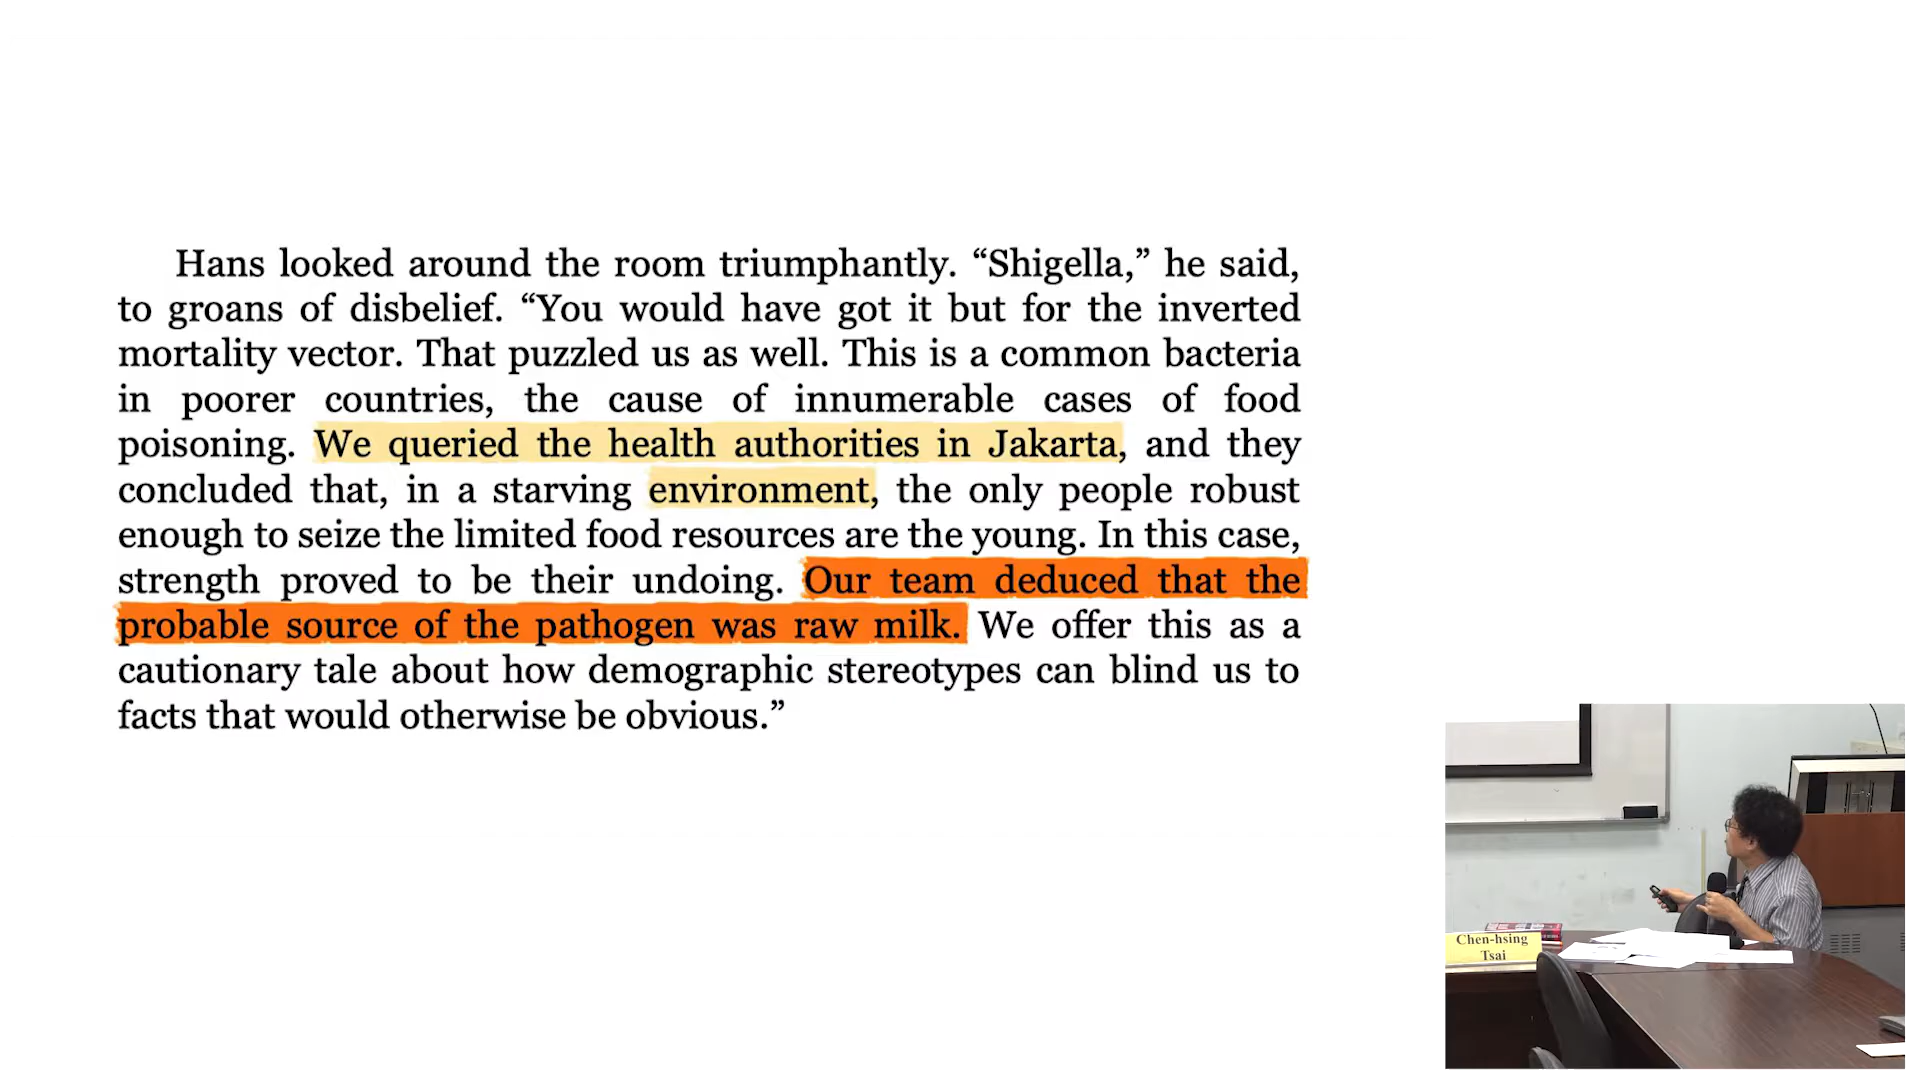 Hans looked around the room triumphantly. “Shigella,” he said,
to groans of disbelief. “You would have got it but for the inverted
mortality vector. That puzzled us as well. This is a common bacteria
in poorer countries, the cause of innumerable cases of food
poisoning. We queried the health authorities in Jakarta, and they
concluded that, in a starving environment, the only people robust
enough to seize the limited food resources are the young. In this case,
strength proved to be their undoing. Our team deduced that the
probable source of the pathogen was raw milk. We offer this as a
cautionary tale about how demographic stereotypes can blind us to
facts that would otherwise be obvious.”
Chen-hsing
Tsai